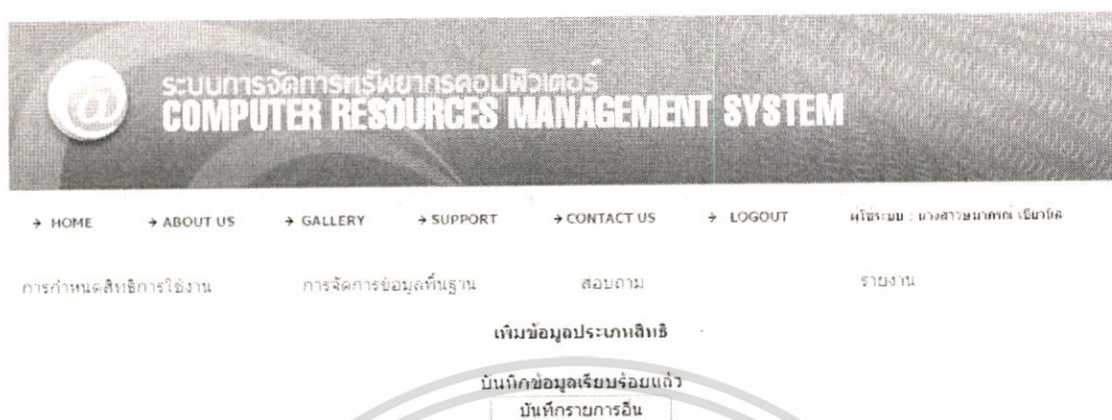 ระบบการจัดการทรัพยากรคอมพิวเตอร์
COMPUTER RESOURCES MANAGEMENT SYSTEM
→ HOME → ABOUT US → GALLERY → SUPPORT → CONTACT US → LOGOUT ผู้ใช้ระบบ :
การกำหนดสิทธิการใช้งาน การจัดการข้อมูลพื้นฐาน สอบถาม รายงาน
เพิ่มข้อมูลประเภทสิทธิ
บันทึกข้อมูลเรียบร้อยแล้ว
บันทึกรายการอื่น